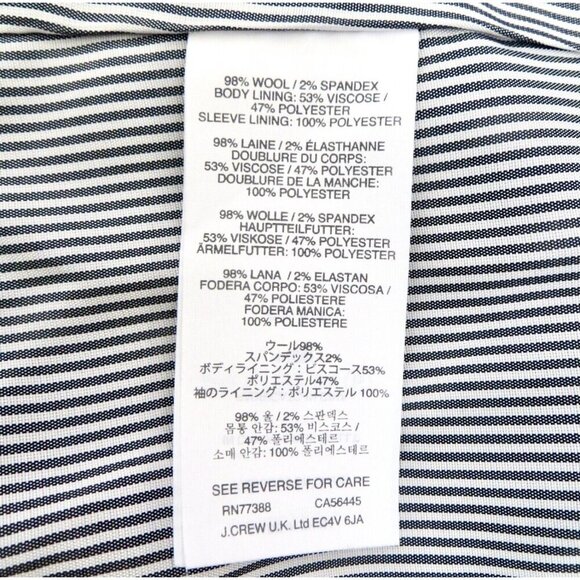 98% WOOL / 2% SPANDEX
BODY LINING: 53% VISCOSE /
47% POLYESTER
SLEEVE LINING: 100% POLYESTER
98% LAINE / 2% ÉLASTHANNE
DOUBLURE DU CORPS:
53% VISCOSE / 47% POLYESTER
DOUBLURE DE LA MANCHE:
100% POLYESTER
98% WOLLE / 2% SPANDEX
HAUPTTEILFUTTER:
53% VISKOSE / 47% POLYESTER
ÄRMELFUTTER: 100% POLYESTER
98% LANA / 2% ELASTAN
FODERA CORPO: 53% VISCOSA /
47% POLIESTERE
FODERA MANICA:
100% POLIESTERE
ウール98%
スパンデックス2%
ボディライニング：ビスコース53%
ポリエステル47%
袖のライニング：ポリエステル 100%
98% 울 / 2% 스판덱스
몸통 안감: 53% 비스코스 /
47% 폴리에스테르
소매 안감: 100% 폴리에스테르
SEE REVERSE FOR CARE
RN77388 CA56445
J.CREW U.K. Ltd EC4V 6JA